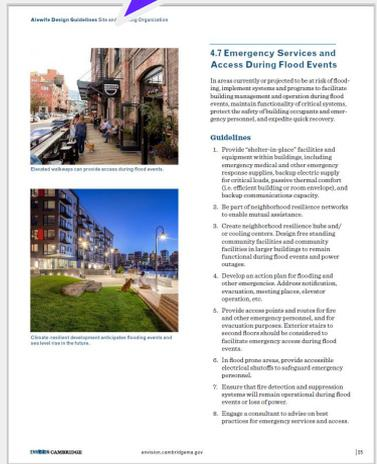 Alewife Design Guidelines Site and Organization
4.7 Emergency Services and
Access During Flood Events
In areas currently or projected to be at risk of flood-
ing, implement systems and programs to facilitate
building management and operation during flood
events, maintain functionality of critical systems,
protect the safety of building occupants and emer-
gency personnel, and expedite quick recovery.
Elevated walkways can provide access during flood events.
Guidelines
1. Provide "shelter-in-place" facilities and
equipment within buildings, including
medical and other emergency
response supplies, backup electric supply
for critical loads, passive thermal comfort
(i.e. efficient building or room envelope), and
backup communications capacity.
2. Be part of neighborhood resilience networks
to enable mutual assistance.
3. Create neighborhood resilience hubs and/
or cooling centers. Design free standing
community facilities and community
facilities in larger buildings to remain
functional during flood events and power
outages.
4. Develop an action plan for flooding and
other emergencies. Address notification,
evacuation, meeting places, elevator
operation, etc.
5. Provide access points and routes for fire
and other emergency personnel, and for
evacuation purposes. Exterior stairs to
second floors should be considered to
facilitate emergency access during flood
events.
6. In flood prone areas, provide accessible
electrical shutoffs to safeguard emergency
personnel.
7. Ensure that fire detection and suppression
systems will remain operational during flood
events or loss of power.
8. Engage a consultant to advise on best
practices for emergency services and access.
Climate-resilient development anticipates flooding events and
sea level rise in the future.
ENVISION CAMBRIDGE
envision.cambridgema.gov